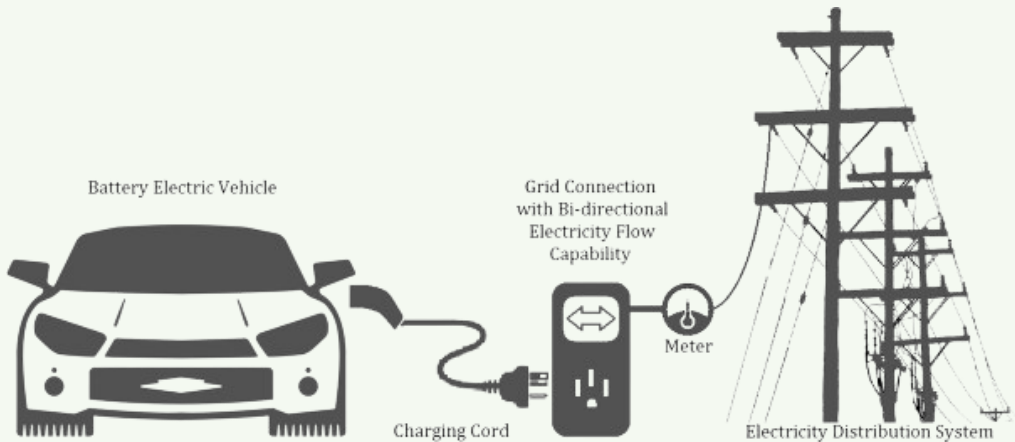 Battery Electric Vehicle
Grid Connection
with Bi-directional
Electricity Flow
Capability
Meter
Charging Cord
Electricity Distribution System